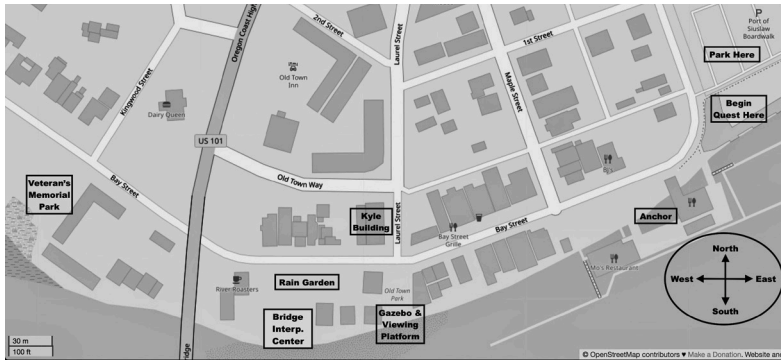 2nd Street
Oregon Coast High
Laurel Street
1st Street
P
Port of
Siuslaw
Boardwalk
Park Here
Old Town
Inn
Kingwood Street
Maple Street
Dairy Queen
Begin
Quest Here
US 101
Veteran's
Memorial
Park
Bay Street
Old Town Way
Kyle
Building
Laurel Street
Bay Street
Grille
Bay Street
Anchor
North
West
East
South
Mo's Restaurant
River Roasters
Rain Garden
Old Town
Park
Bridge
Interp.
Center
Gazebo &
Viewing
Platform
30 m
100 ft
ridge
© OpenStreetMap contributors ♥ Make a Donation. Website an